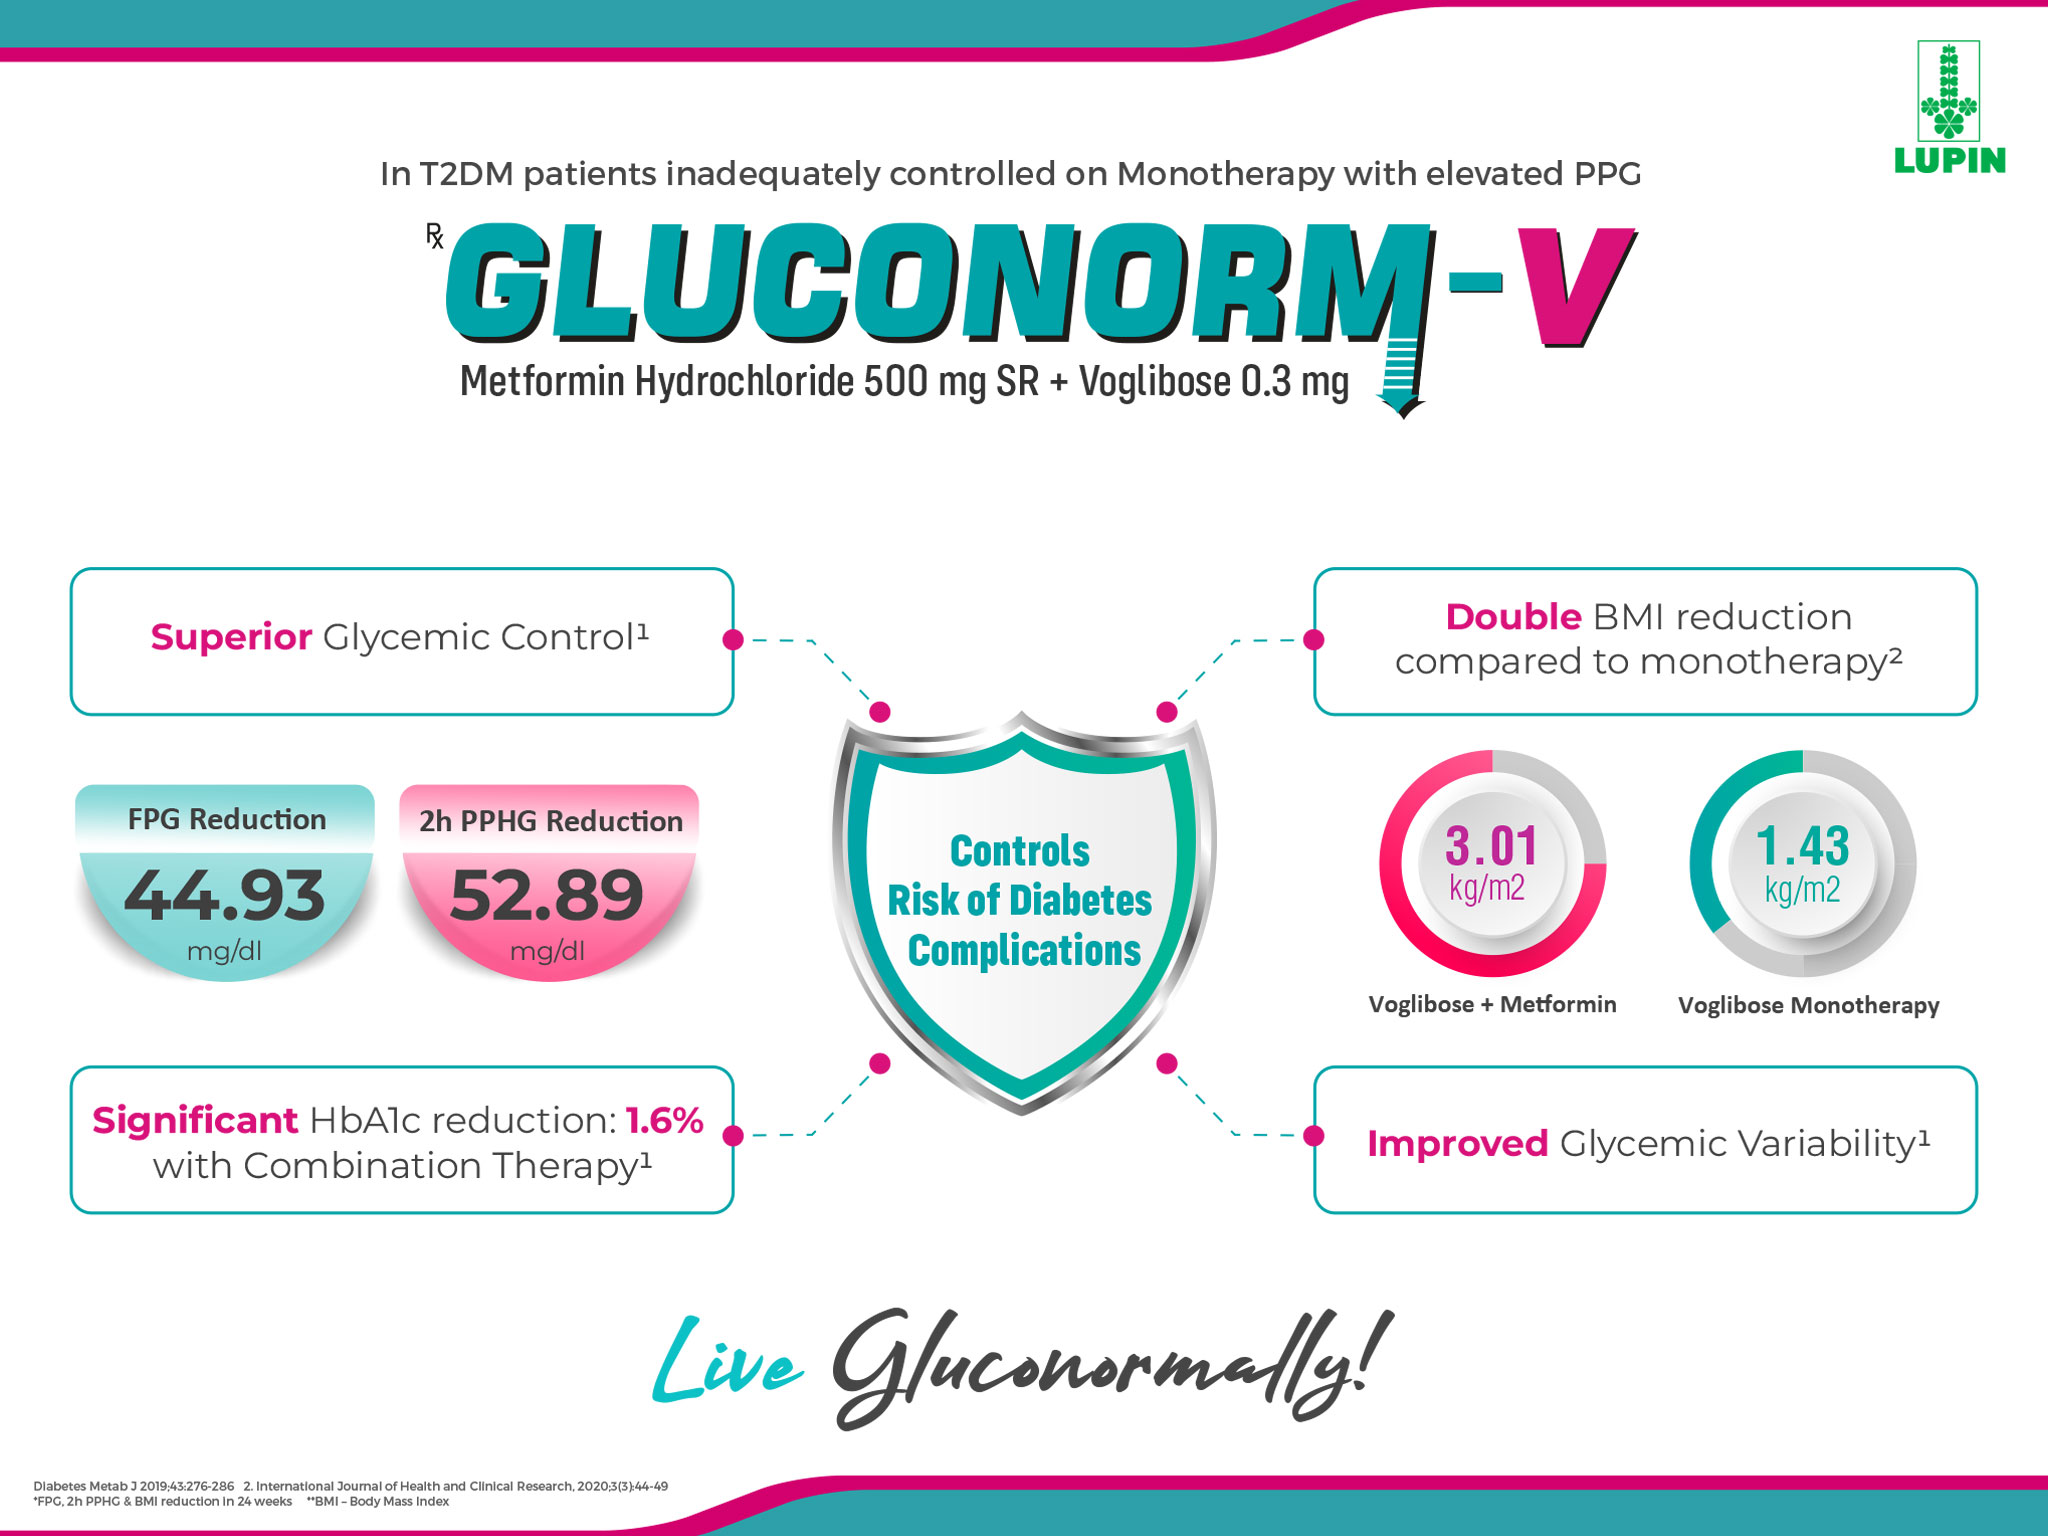 LUPIN
In T2DM patients inadequately controlled on Monotherapy with elevated PPG
Rx GLUCONORM-V
Metformin Hydrochloride 500 mg SR + Voglibose 0.3 mg
Superior Glycemic Control¹
FPG Reduction
44.93
mg/dl
2h PPHG Reduction
52.89
mg/dl
Significant HbA1c reduction: 1.6%
with Combination Therapy¹
Controls
Risk of Diabetes
Complications
Double BMI reduction
compared to monotherapy²
3.01
kg/m2
Voglibose + Metformin
1.43
kg/m2
Voglibose Monotherapy
Improved Glycemic Variability¹
Live Gluconormally!
Diabetes Metab J 2019;43:276-286 2. International Journal of Health and Clinical Research, 2020;3(3):44-49
*FPG, 2h PPHG & BMI reduction in 24 weeks **BMI – Body Mass Index